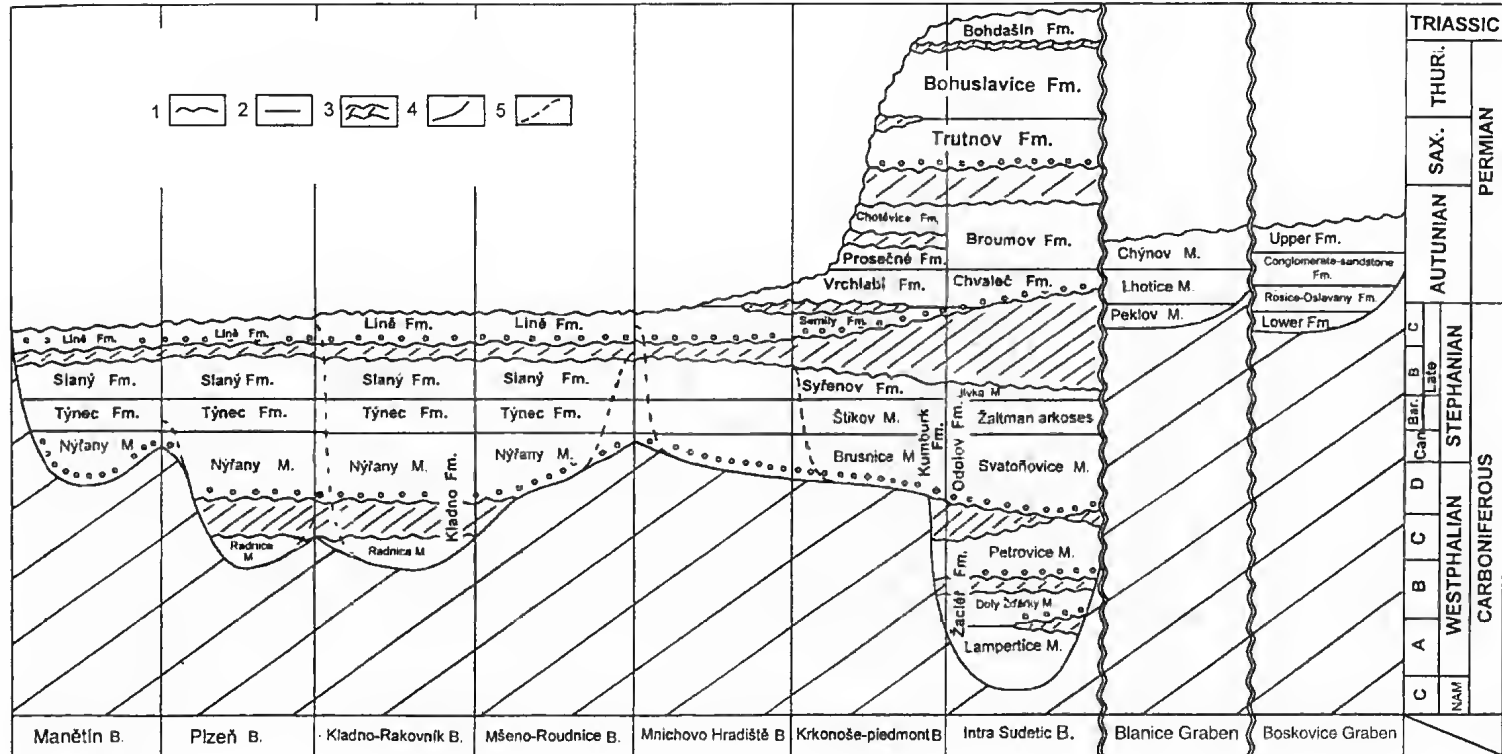 1 2 3 4 5
Bohdašín Fm.
Bohuslavice Fm.
Trutnov Fm.
Chotěvice Fm.
Broumov Fm.
Prosečné Fm.
Vrchlabí Fm.
Chvaleč Fm.
Semily Fm.
Chýnov M.
Lhotice M.
Peklov M.
Upper Fm.
Conglomerate-sandstone
Fm.
Rosice-Oslavany Fm.
Lower Fm
Líně Fm.
Líně Fm.
Líně Fm.
Líně Fm.
Slaný Fm.
Slaný Fm.
Slaný Fm.
Slaný Fm.
Syřenov Fm.
Jívka M
Týnec Fm.
Týnec Fm.
Týnec Fm.
Týnec Fm.
Štikov M.
Žaltman arkoses
Nýřany M.
Nýřany M.
Nýřany M.
Nýřany M.
Brusnice M
Svatoňovice M.
Kladno Fm.
Kumburk
Fm.
Odolov Fm.
Radnice
M
Radnice M
Petrovice M.
Žacléř Fm.
Doly Ždárky M
Lampertice M.
TRIASSIC
THUR.
SAX.
AUTUNIAN
PERMIAN
C
B
Late
Bar.
Can
STEPHANIAN
D
C
B
A
WESTPHALIAN
C
NAM
CARBONIFEROUS
Manětín B.
Plzeň B.
Kladno-Rakovník B.
Mšeno-Roudnice B.
Mnichovo Hradiště B
Krkonoše-piedmont B
Intra Sudetic B.
Blanice Graben
Boskovice Graben